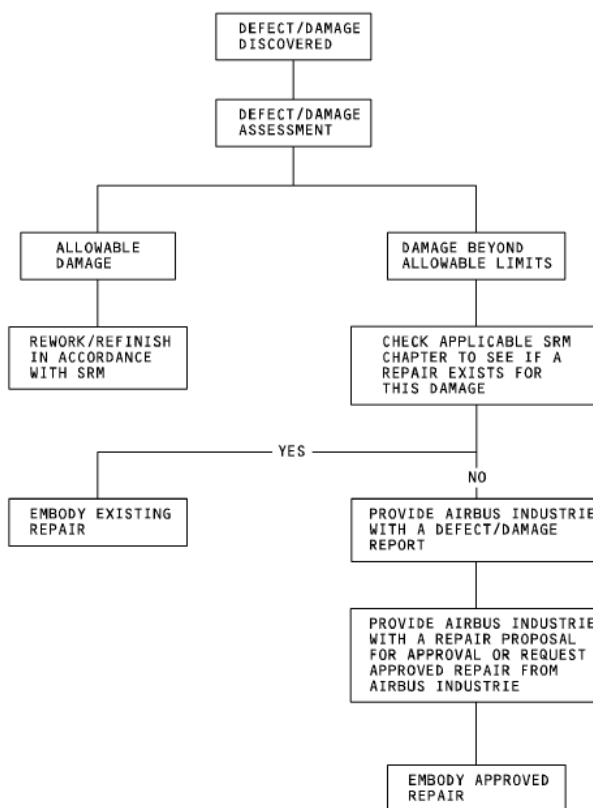 DEFECT/DAMAGE
DISCOVERED
DEFECT/DAMAGE
ASSESSMENT
ALLOWABLE
DAMAGE
DAMAGE BEYOND
ALLOWABLE LIMITS
REWORK/REFINISH
IN ACCORDANCE
WITH SRM
CHECK APPLICABLE SRM
CHAPTER TO SEE IF A
REPAIR EXISTS FOR
THIS DAMAGE
YES
NO
EMBODY EXISTING
REPAIR
PROVIDE AIRBUS INDUSTRIE
WITH A DEFECT/DAMAGE
REPORT
PROVIDE AIRBUS INDUSTRIE
WITH A REPAIR PROPOSAL
FOR APPROVAL OR REQUEST
APPROVED REPAIR FROM
AIRBUS INDUSTRIE
EMBODY APPROVED
REPAIR